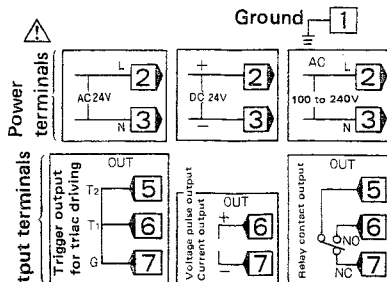 Ground 1
Power terminals
L 2
AC 24V
N 3
+ 2
DC 24V
− 3
AC
L 2
100 to 240V
N 3
tput terminals
Trigger output for triac driving
OUT
T2 5
T1 6
G 7
Voltage pulse output
Current output
OUT
+ 6
− 7
Relay contact output
OUT
5
NO 6
NC 7